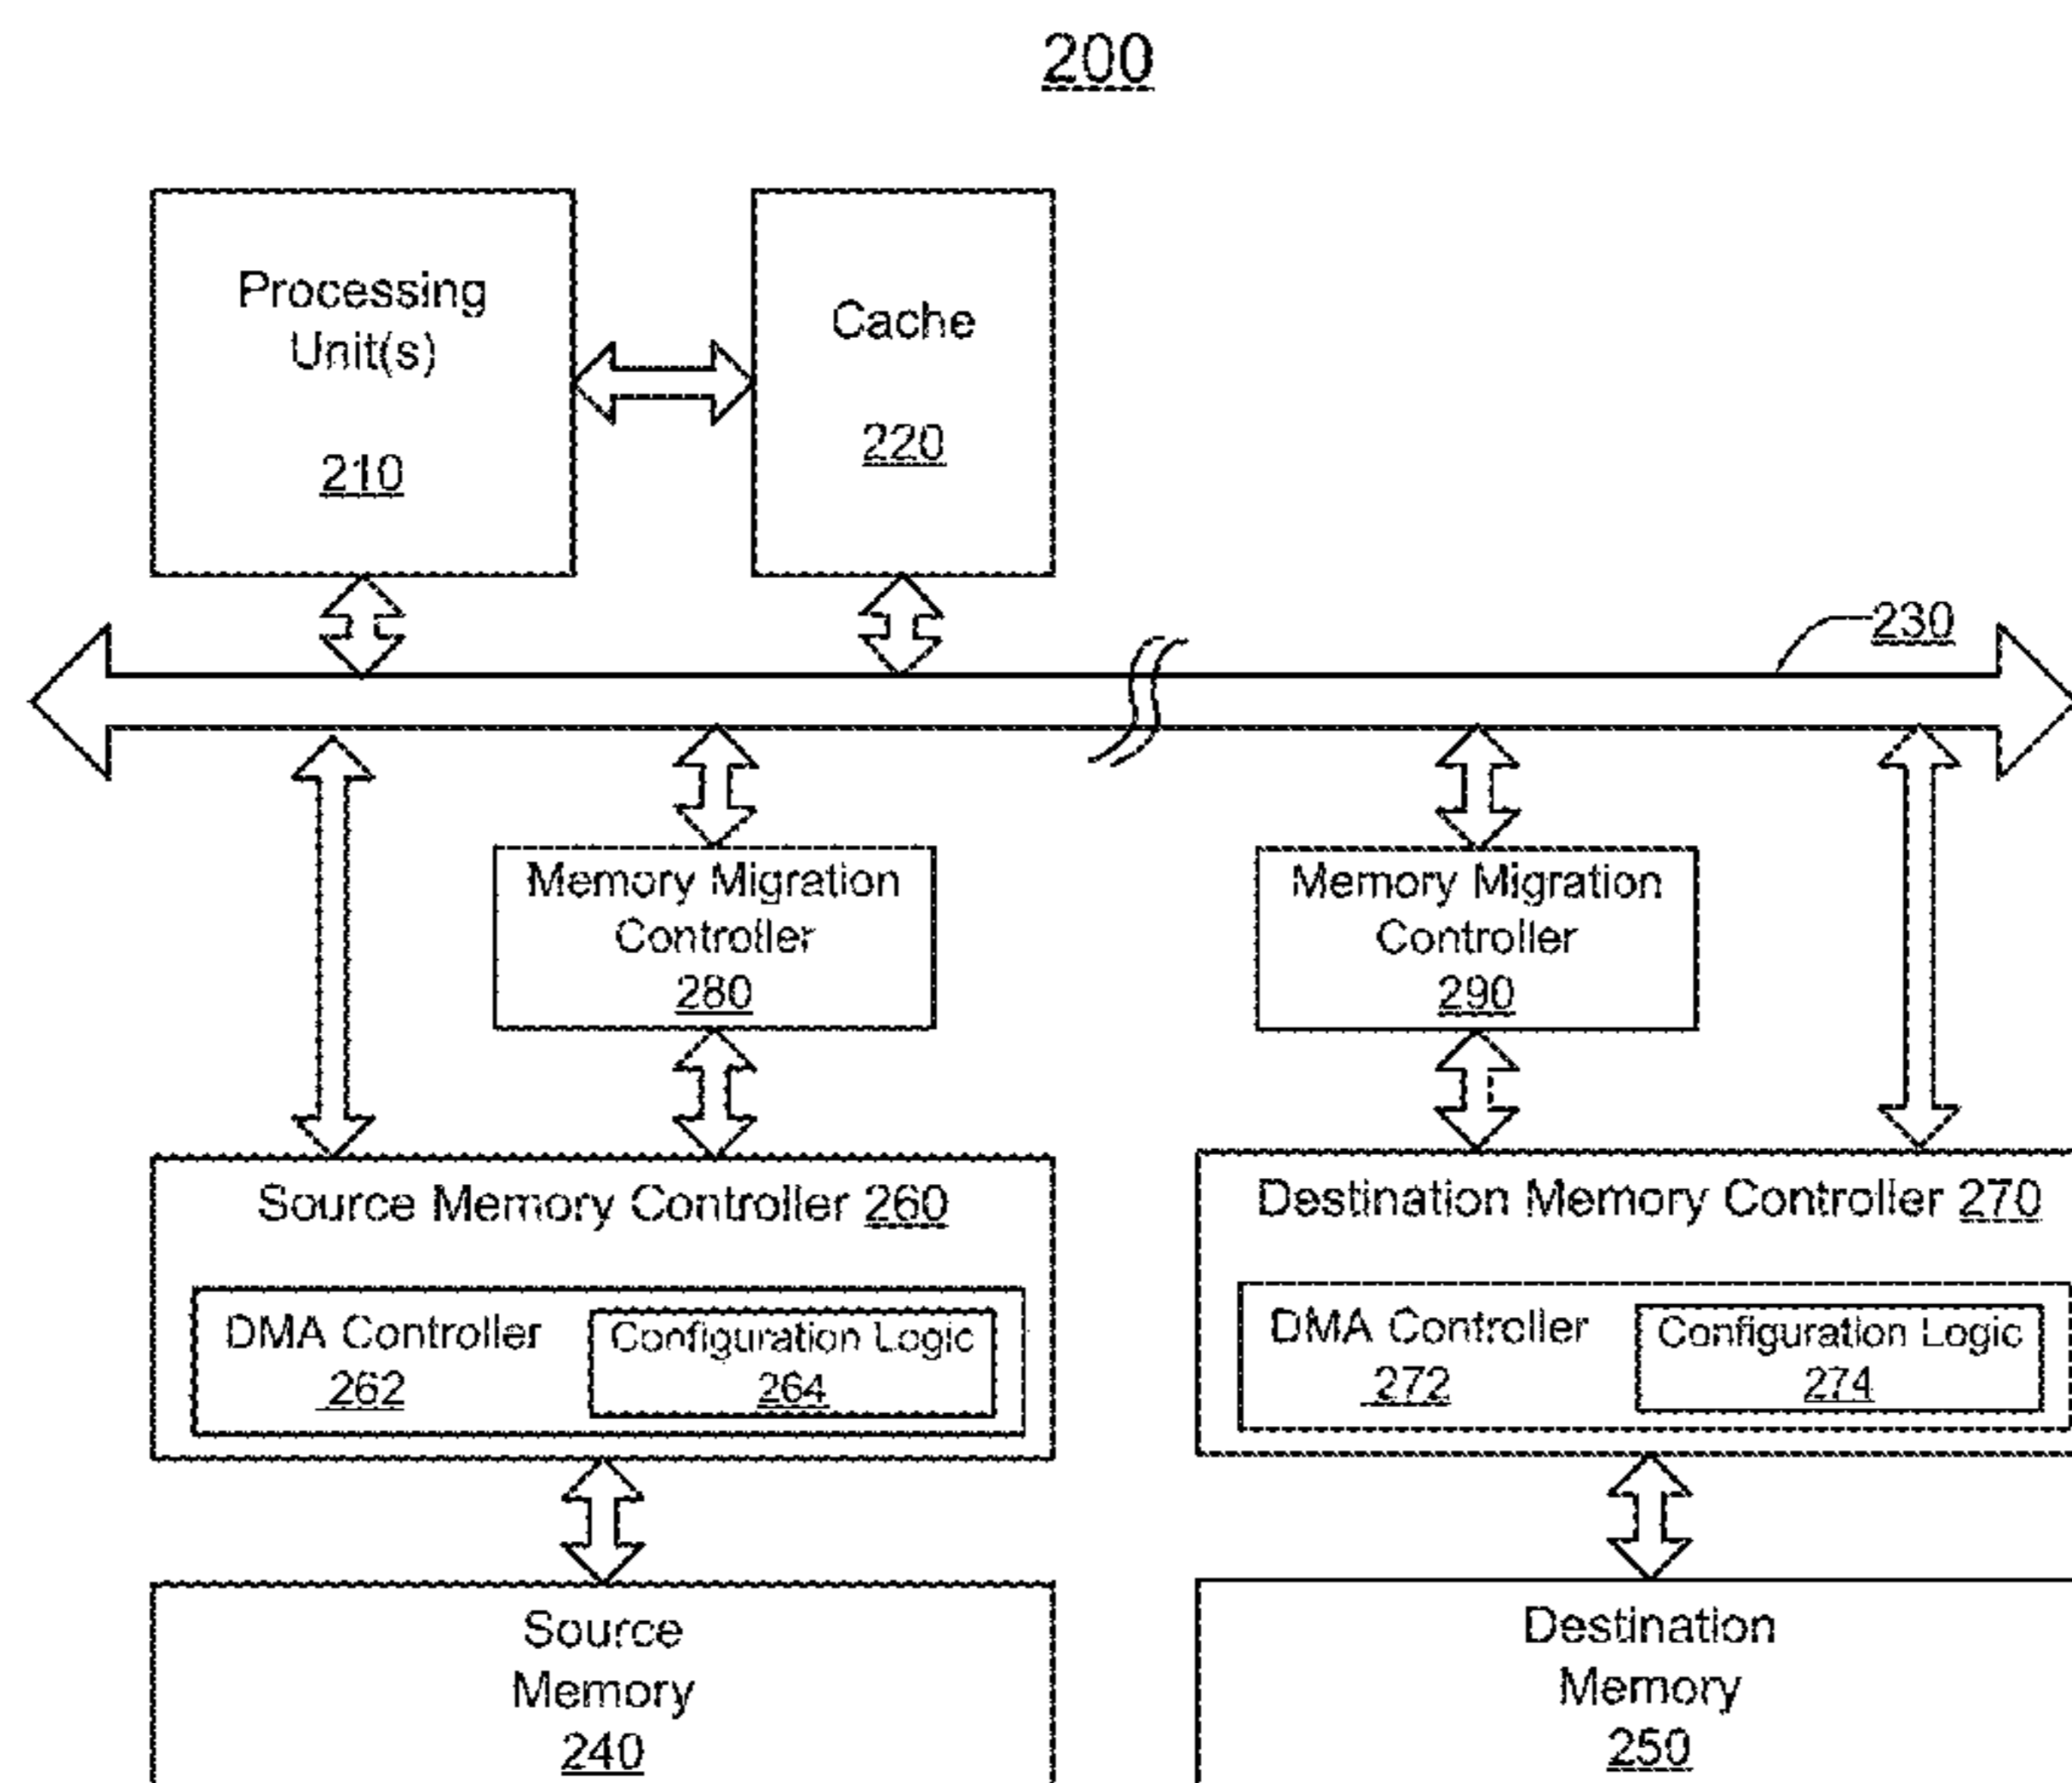 200
Processing
Unit(s)
210
Cache
220
230
Memory Migration
Controller
280
Memory Migration
Controller
290
Source Memory Controller 260
DMA Controller
262
Configuration Logic
264
Destination Memory Controller 270
DMA Controller
272
Configuration Logic
274
Source
Memory
240
Destination
Memory
250